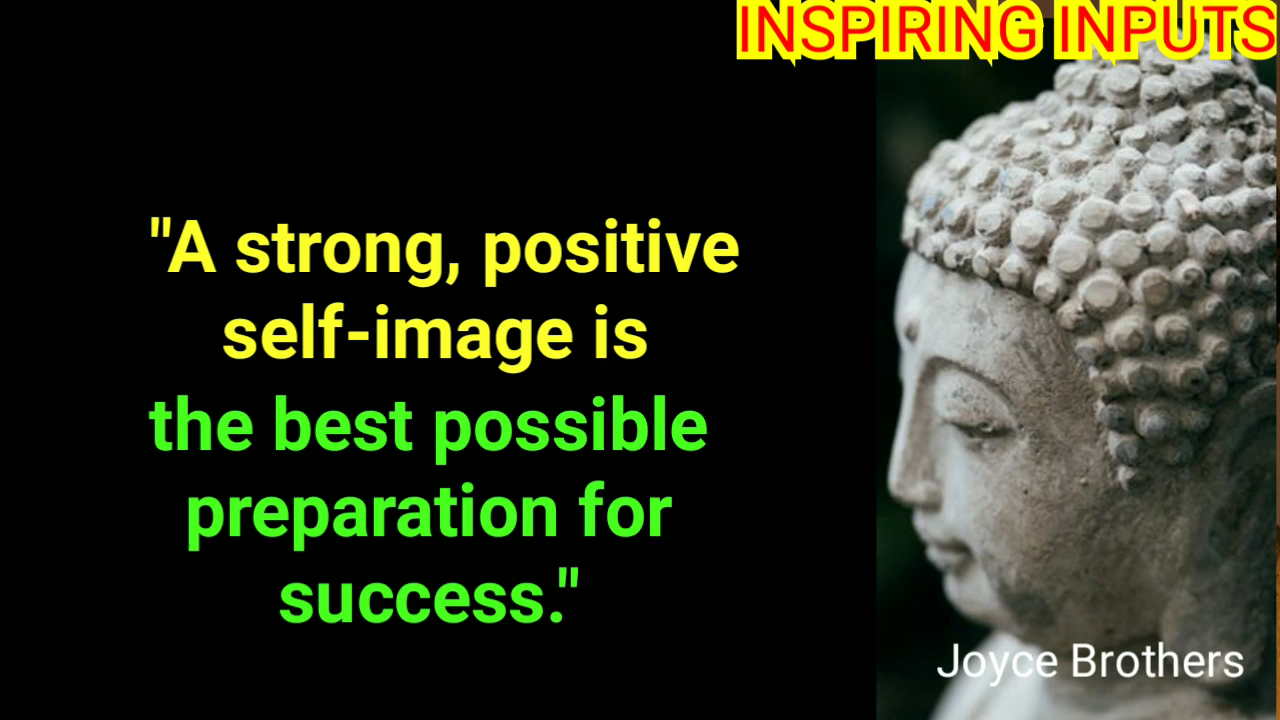 INSPIRING INPUTS
"A strong, positive
self-image is
the best possible
preparation for
success."
Joyce Brothers